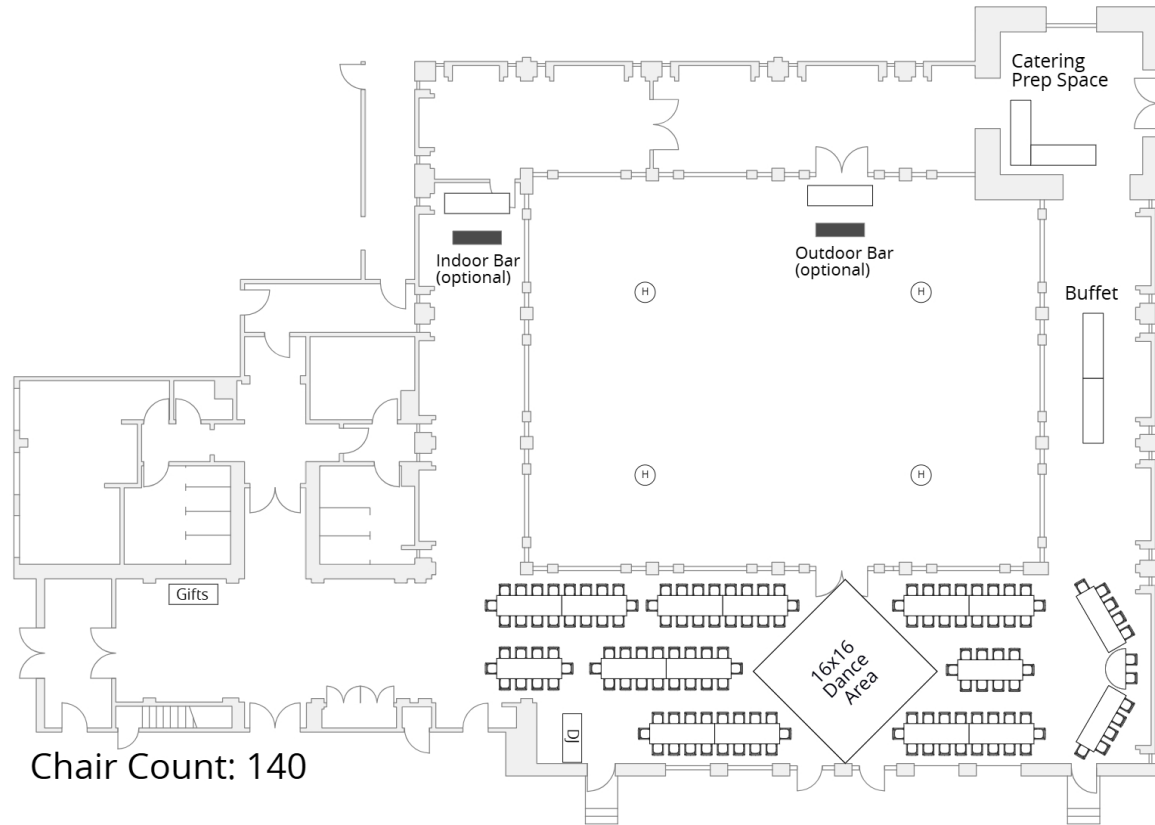 Catering
Prep Space
Indoor Bar
(optional)
Outdoor Bar
(optional)
H
H
Buffet
H
H
Gifts
16x16
Dance
Area
DJ
Chair Count: 140